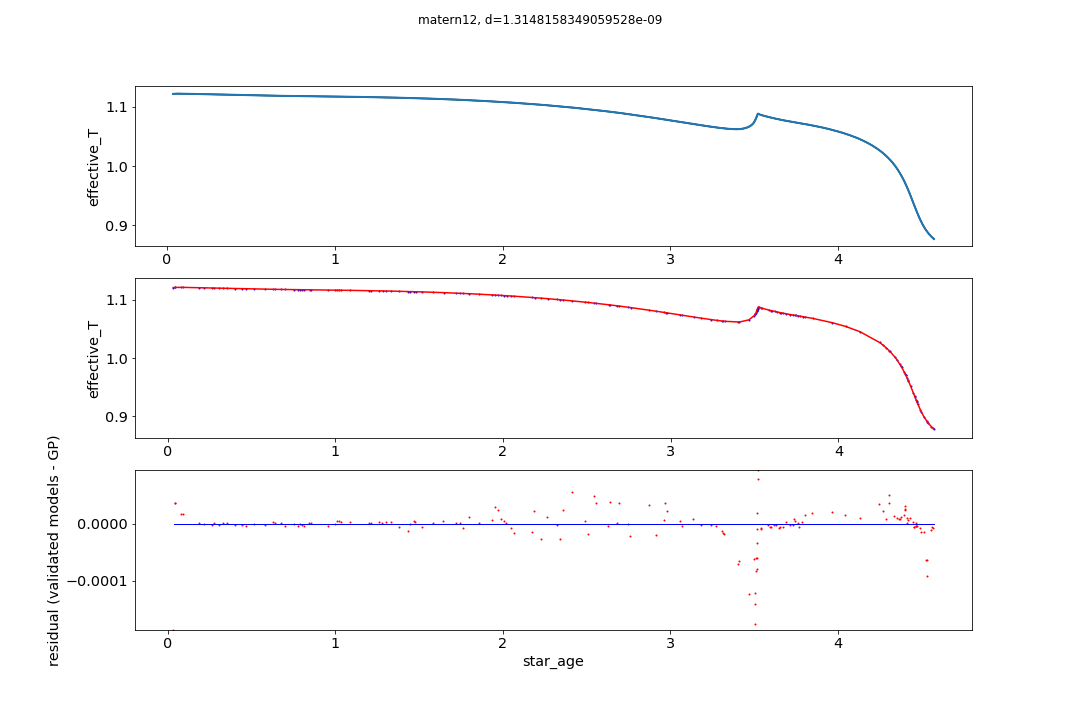 matern12, d=1.3148158349059528e-09
effective_T
1.1
1.0
0.9
0 1 2 3 4
effective_T
1.1
1.0
0.9
0 1 2 3 4
residual (validated models - GP)
0.0000
−0.0001
0 1 2 3 4
star_age